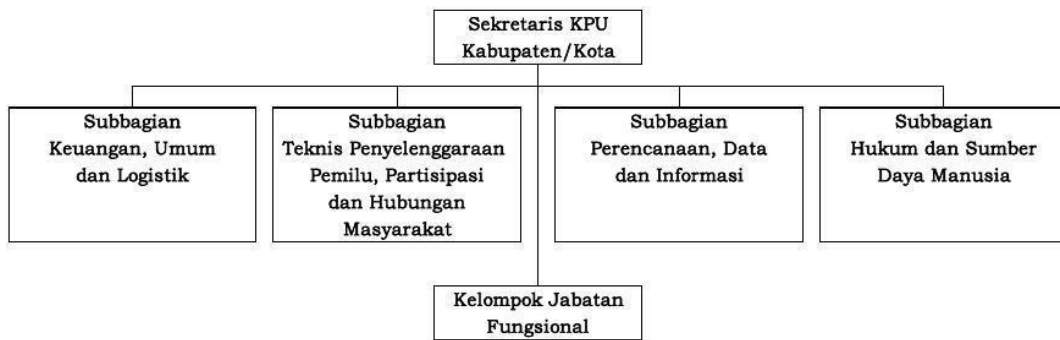 Sekretaris KPU
Kabupaten/Kota
Subbagian
Keuangan, Umum
dan Logistik
Subbagian
Teknis Penyelenggaraan
Pemilu, Partisipasi
dan Hubungan
Masyarakat
Subbagian
Perencanaan, Data
dan Informasi
Subbagian
Hukum dan Sumber
Daya Manusia
Kelompok Jabatan
Fungsional